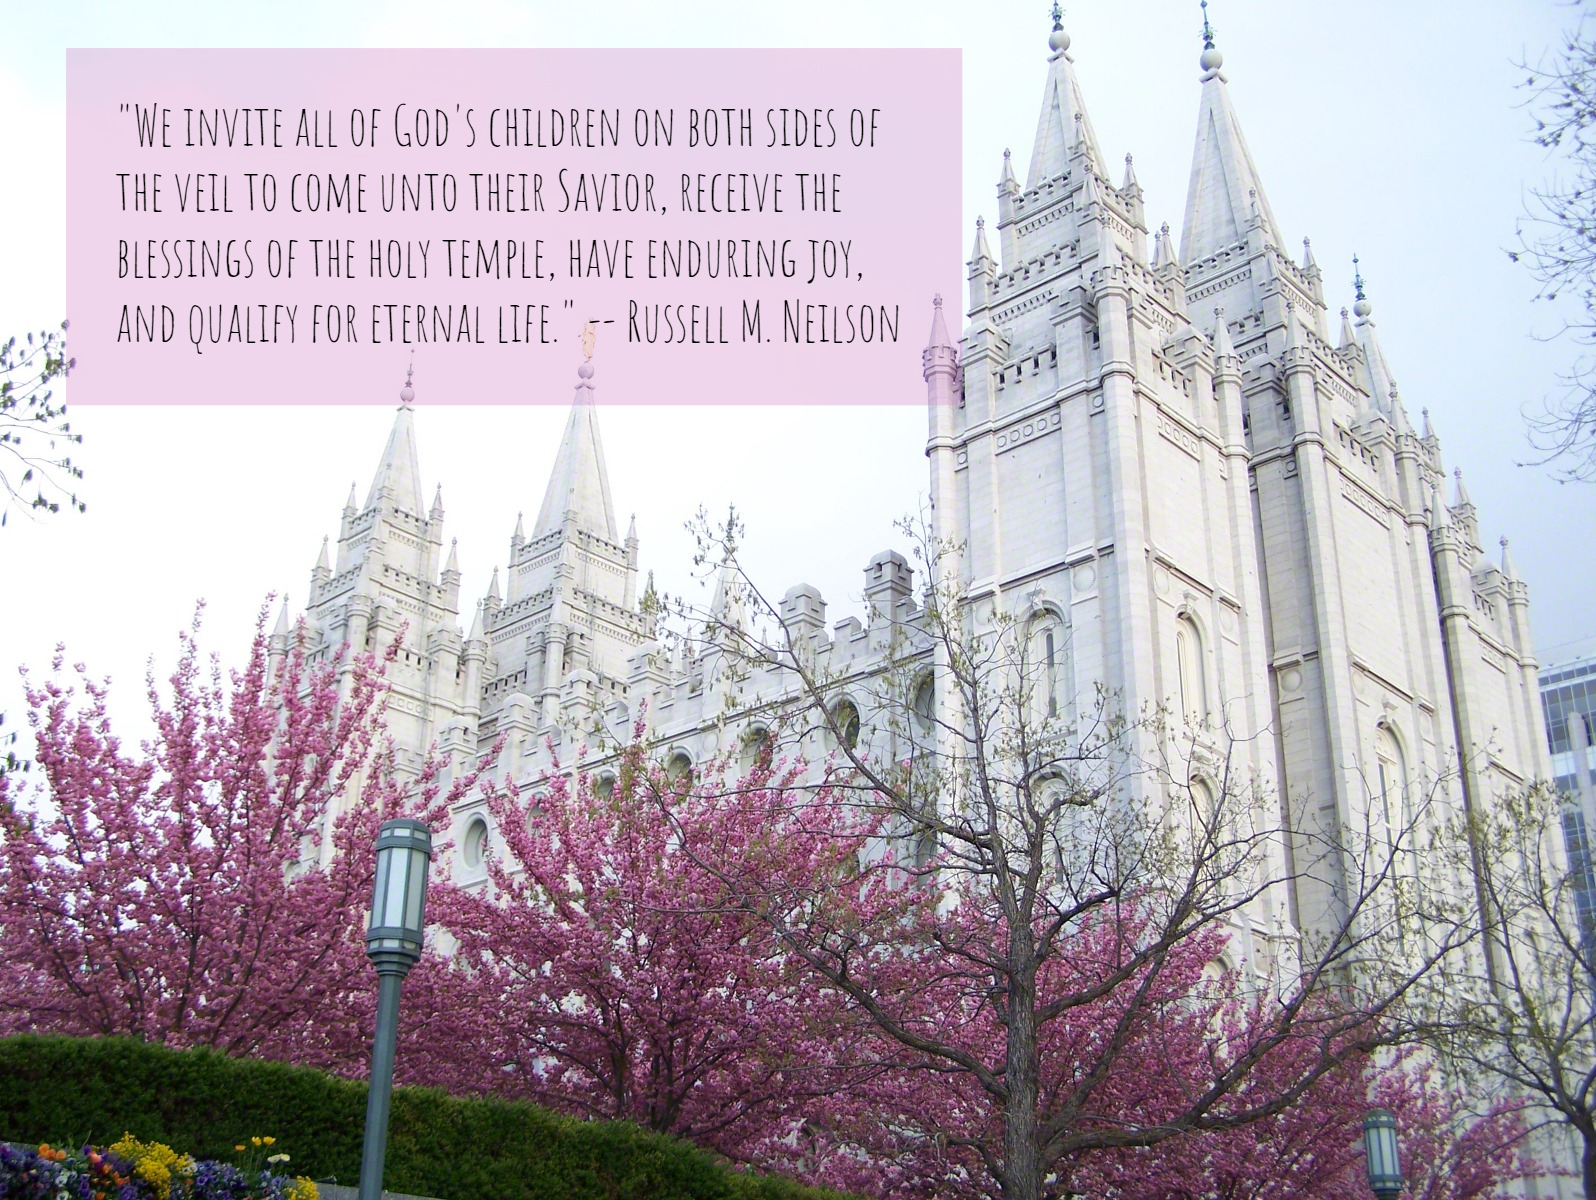 "We invite all of God's children on both sides of
the veil to come unto their Savior, receive the
blessings of the holy temple, have enduring joy,
and qualify for eternal life." -- Russell M. Neilson